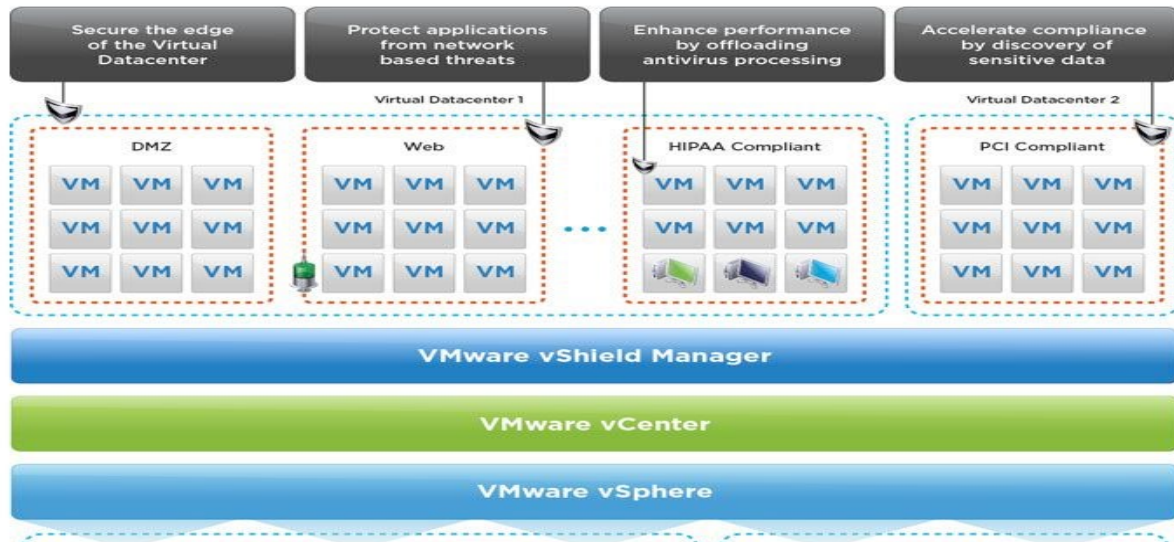 Secure the edge
of the Virtual
Datacenter
Protect applications
from network
based threats
Enhance performance
by offloading
antivirus processing
Accelerate compliance
by discovery of
sensitive data
Virtual Datacenter 1
Virtual Datacenter 2
DMZ
Web
HIPAA Compliant
PCI Compliant
VM VM VM VM VM VM VM VM VM VM VM VM
VM VM VM VM VM VM ... VM VM VM VM VM VM
VM VM VM VM VM VM VM VM VM
VMware vShield Manager
VMware vCenter
VMware vSphere